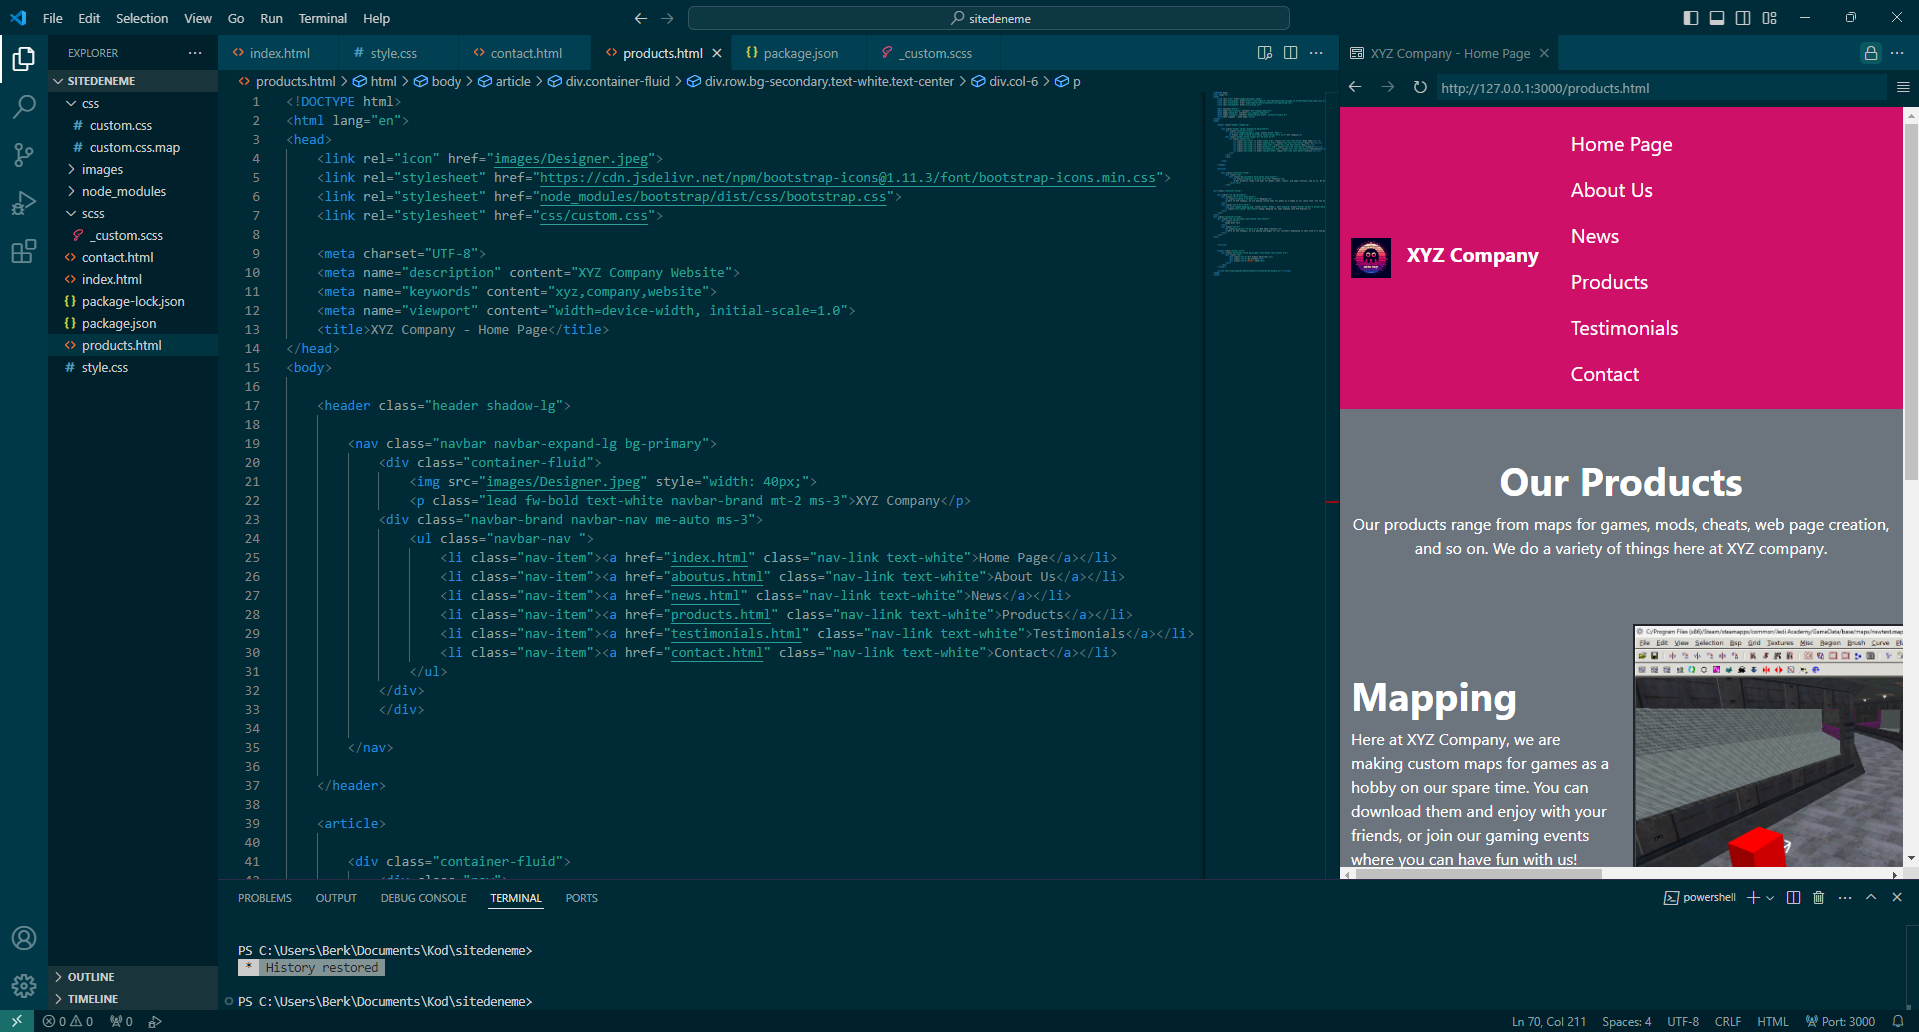 File Edit Selection View Go Run Terminal Help
sitedeneme
EXPLORER
SITEDENEME
css
custom.css
custom.css.map
images
node_modules
scss
_custom.scss
contact.html
index.html
package-lock.json
package.json
products.html
style.css
OUTLINE
TIMELINE
index.html style.css contact.html products.html package.json _custom.scss
products.html > html > body > article > div.container-fluid > div.row.bg-secondary.text-white.text-center > div.col-6 > p
1 <!DOCTYPE html>
2 <html lang="en">
3 <head>
4 <link rel="icon" href="images/Designer.jpeg">
5 <link rel="stylesheet" href="https://cdn.jsdelivr.net/npm/bootstrap-icons@1.11.3/font/bootstrap-icons.min.css">
6 <link rel="stylesheet" href="node_modules/bootstrap/dist/css/bootstrap.css">
7 <link rel="stylesheet" href="css/custom.css">
8
9 <meta charset="UTF-8">
10 <meta name="description" content="XYZ Company Website">
11 <meta name="keywords" content="xyz,company,website">
12 <meta name="viewport" content="width=device-width, initial-scale=1.0">
13 <title>XYZ Company - Home Page</title>
14 </head>
15 <body>
16
17 <header class="header shadow-lg">
18
19 <nav class="navbar navbar-expand-lg bg-primary">
20 <div class="container-fluid">
21 <img src="images/Designer.jpeg" style="width: 40px;">
22 <p class="lead fw-bold text-white navbar-brand mt-2 ms-3">XYZ Company</p>
23 <div class="navbar-brand navbar-nav me-auto ms-3">
24 <ul class="navbar-nav ">
25 <li class="nav-item"><a href="index.html" class="nav-link text-white">Home Page</a></li>
26 <li class="nav-item"><a href="aboutus.html" class="nav-link text-white">About Us</a></li>
27 <li class="nav-item"><a href="news.html" class="nav-link text-white">News</a></li>
28 <li class="nav-item"><a href="products.html" class="nav-link text-white">Products</a></li>
29 <li class="nav-item"><a href="testimonials.html" class="nav-link text-white">Testimonials</a></li>
30 <li class="nav-item"><a href="contact.html" class="nav-link text-white">Contact</a></li>
31 </ul>
32 </div>
33 </div>
34
35 </nav>
36
37 </header>
38
39 <article>
40
41 <div class="container-fluid">
XYZ Company - Home Page
http://127.0.0.1:3000/products.html
XYZ Company
Home Page
About Us
News
Products
Testimonials
Contact
Our Products
Our products range from maps for games, mods, cheats, web page creation,
and so on. We do a variety of things here at XYZ company.
Mapping
Here at XYZ Company, we are
making custom maps for games as a
hobby on our spare time. You can
download them and enjoy with your
friends, or join our gaming events
where you can have fun with us!
C:/Program Files (x86)/Steam/steamapps/common/Jedi Academy/GameData/base/maps/newtest.map
File Edit View Selection Bsp Grid Textures Misc Region Brush Curve
PROBLEMS OUTPUT DEBUG CONSOLE TERMINAL PORTS
powershell
PS C:\Users\Berk\Documents\Kod\sitedeneme>
* History restored
PS C:\Users\Berk\Documents\Kod\sitedeneme>
0 0 0
Ln 70, Col 211 Spaces: 4 UTF-8 CRLF HTML Port: 3000